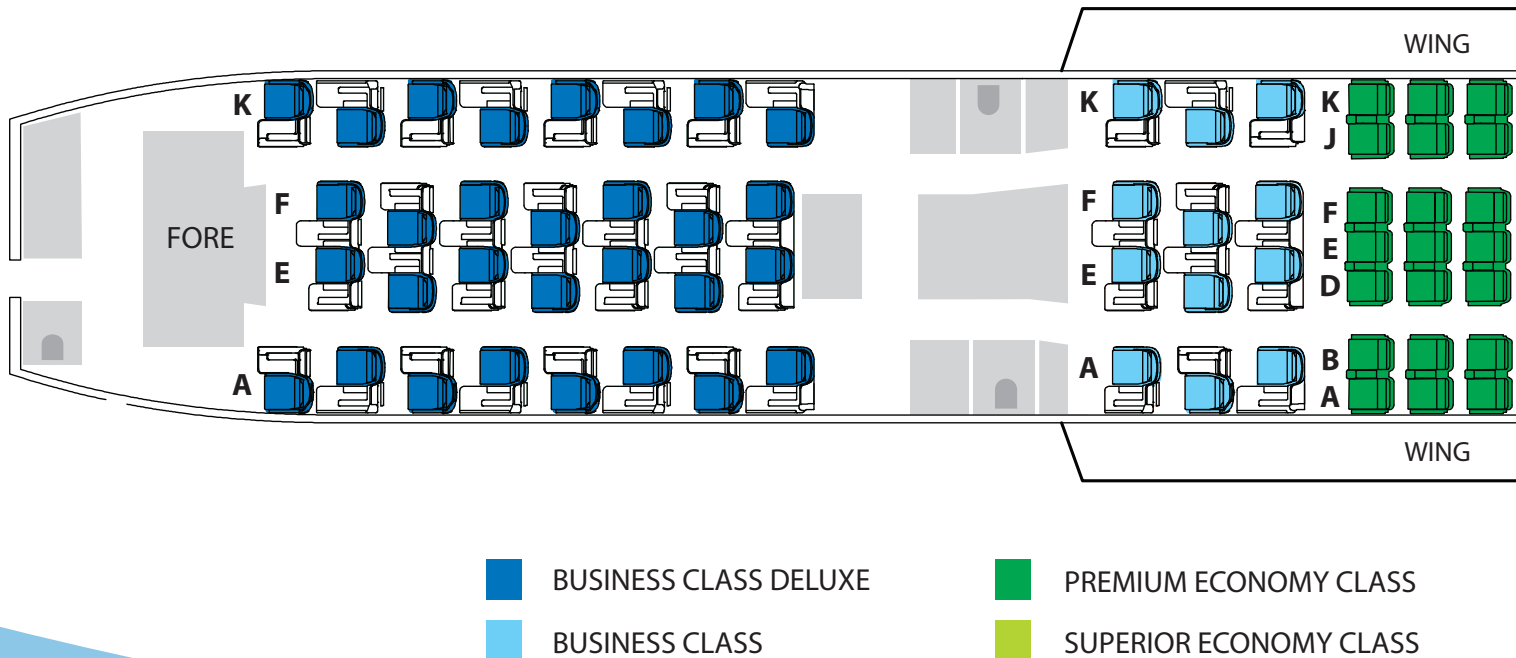 WING
K
K
K
J
F
F
F
FORE
E
E
E
D
A
A
B
A
WING
BUSINESS CLASS DELUXE
PREMIUM ECONOMY CLASS
BUSINESS CLASS
SUPERIOR ECONOMY CLASS